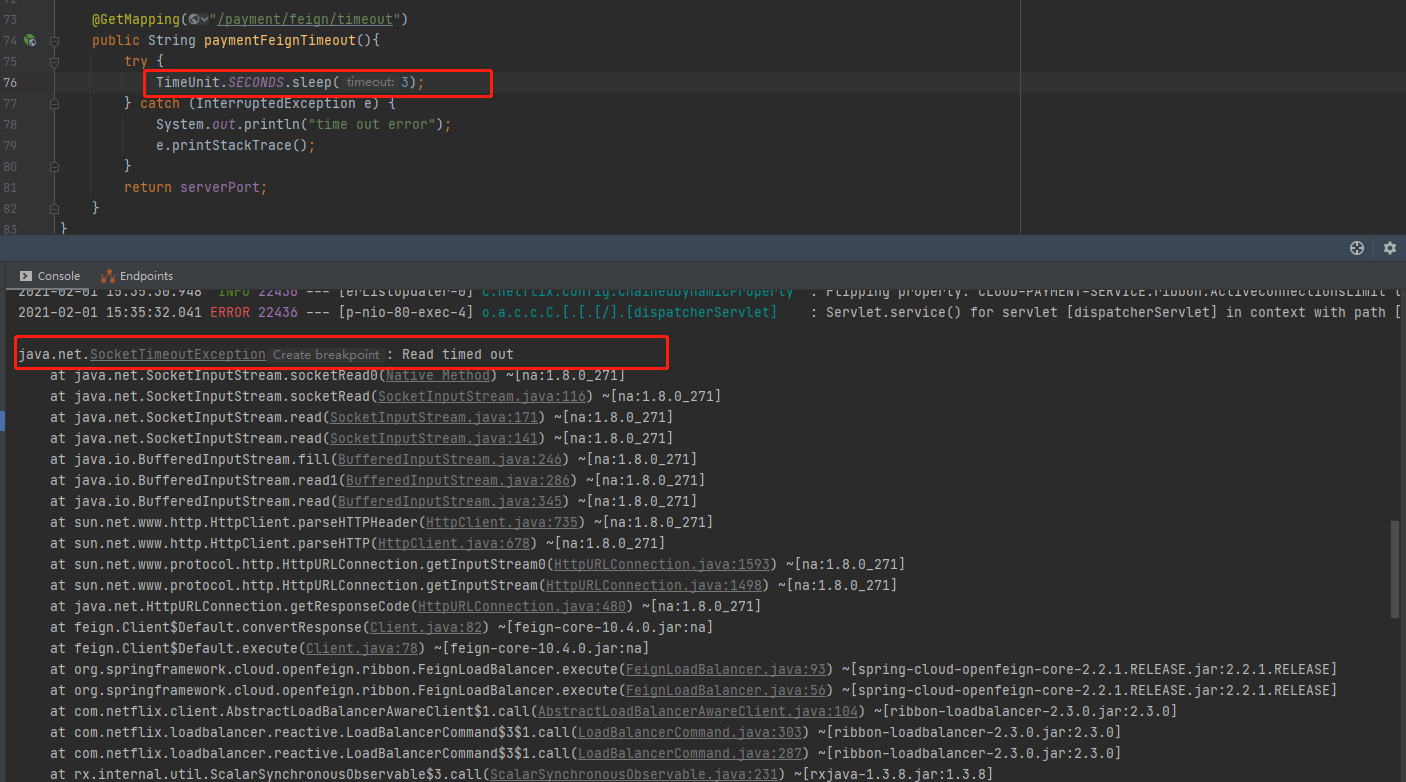 73 @GetMapping("/payment/feign/timeout")
74 public String paymentFeignTimeout(){
75 try {
76 TimeUnit.SECONDS.sleep( timeout: 3);
77 } catch (InterruptedException e) {
78 System.out.println("time out error");
79 e.printStackTrace();
80 }
81 return serverPort;
82 }
83 }
Console Endpoints
2021-02-01 15:35:30.948 INFO 22436 --- [erListUpdater-0] c.netflix.config.ChainedDynamicProperty : Flipping property: CLOUD-PAYMENT-SERVICE.ribbon.ActiveConnectionsLimit t
2021-02-01 15:35:32.041 ERROR 22436 --- [p-nio-80-exec-4] o.a.c.c.C.[.[.[/].[dispatcherServlet] : Servlet.service() for servlet [dispatcherServlet] in context with path [
java.net.SocketTimeoutException Create breakpoint : Read timed out
at java.net.SocketInputStream.socketRead0(Native Method) ~[na:1.8.0_271]
at java.net.SocketInputStream.socketRead(SocketInputStream.java:116) ~[na:1.8.0_271]
at java.net.SocketInputStream.read(SocketInputStream.java:171) ~[na:1.8.0_271]
at java.net.SocketInputStream.read(SocketInputStream.java:141) ~[na:1.8.0_271]
at java.io.BufferedInputStream.fill(BufferedInputStream.java:246) ~[na:1.8.0_271]
at java.io.BufferedInputStream.read1(BufferedInputStream.java:286) ~[na:1.8.0_271]
at java.io.BufferedInputStream.read(BufferedInputStream.java:345) ~[na:1.8.0_271]
at sun.net.www.http.HttpClient.parseHTTPHeader(HttpClient.java:735) ~[na:1.8.0_271]
at sun.net.www.http.HttpClient.parseHTTP(HttpClient.java:678) ~[na:1.8.0_271]
at sun.net.www.protocol.http.HttpURLConnection.getInputStream0(HttpURLConnection.java:1593) ~[na:1.8.0_271]
at sun.net.www.protocol.http.HttpURLConnection.getInputStream(HttpURLConnection.java:1498) ~[na:1.8.0_271]
at java.net.HttpURLConnection.getResponseCode(HttpURLConnection.java:480) ~[na:1.8.0_271]
at feign.Client$Default.convertResponse(Client.java:82) ~[feign-core-10.4.0.jar:na]
at feign.Client$Default.execute(Client.java:78) ~[feign-core-10.4.0.jar:na]
at org.springframework.cloud.openfeign.ribbon.FeignLoadBalancer.execute(FeignLoadBalancer.java:93) ~[spring-cloud-openfeign-core-2.2.1.RELEASE.jar:2.2.1.RELEASE]
at org.springframework.cloud.openfeign.ribbon.FeignLoadBalancer.execute(FeignLoadBalancer.java:56) ~[spring-cloud-openfeign-core-2.2.1.RELEASE.jar:2.2.1.RELEASE]
at com.netflix.client.AbstractLoadBalancerAwareClient$1.call(AbstractLoadBalancerAwareClient.java:104) ~[ribbon-loadbalancer-2.3.0.jar:2.3.0]
at com.netflix.loadbalancer.reactive.LoadBalancerCommand$3$1.call(LoadBalancerCommand.java:303) ~[ribbon-loadbalancer-2.3.0.jar:2.3.0]
at com.netflix.loadbalancer.reactive.LoadBalancerCommand$3$1.call(LoadBalancerCommand.java:287) ~[ribbon-loadbalancer-2.3.0.jar:2.3.0]
at rx.internal.util.ScalarSynchronousObservable$3.call(ScalarSynchronousObservable.java:231) ~[rxjava-1.3.8.jar:1.3.8]